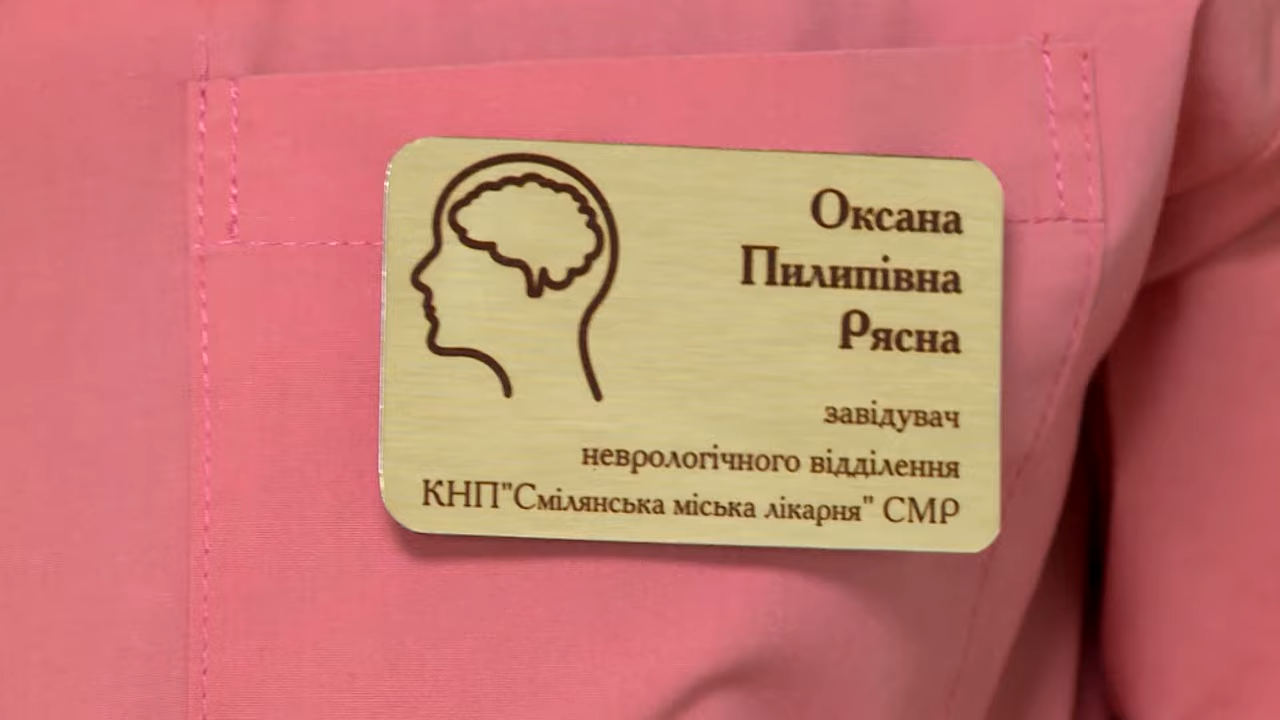 Оксана
Пилипівна
Рясна
завідувач
неврологічного відділення
КНП"Смілянська міська лікарня" СМР